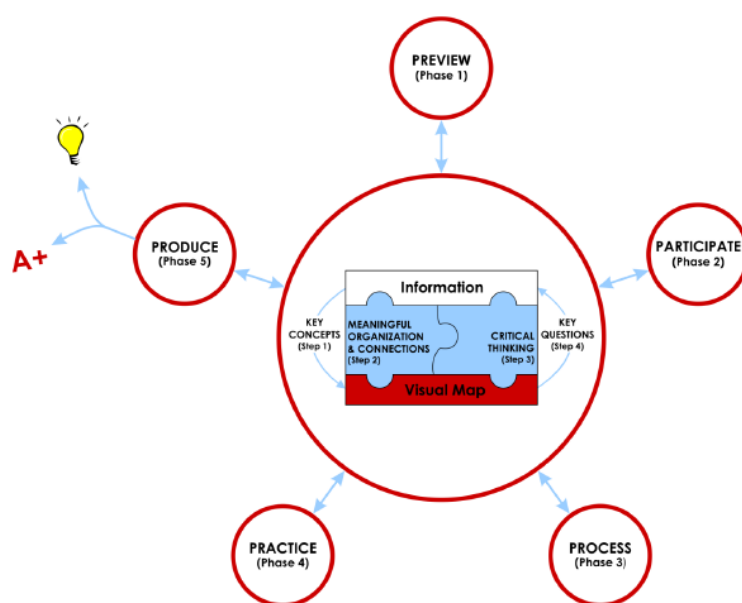 PREVIEW
(Phase 1)
PRODUCE
(Phase 5)
A+
PARTICIPATE
(Phase 2)
Information
KEY
CONCEPTS
(Step 1)
MEANINGFUL
ORGANIZATION
& CONNECTIONS
(Step 2)
CRITICAL
THINKING
(Step 3)
KEY
QUESTIONS
(Step 4)
Visual Map
PRACTICE
(Phase 4)
PROCESS
(Phase 3)